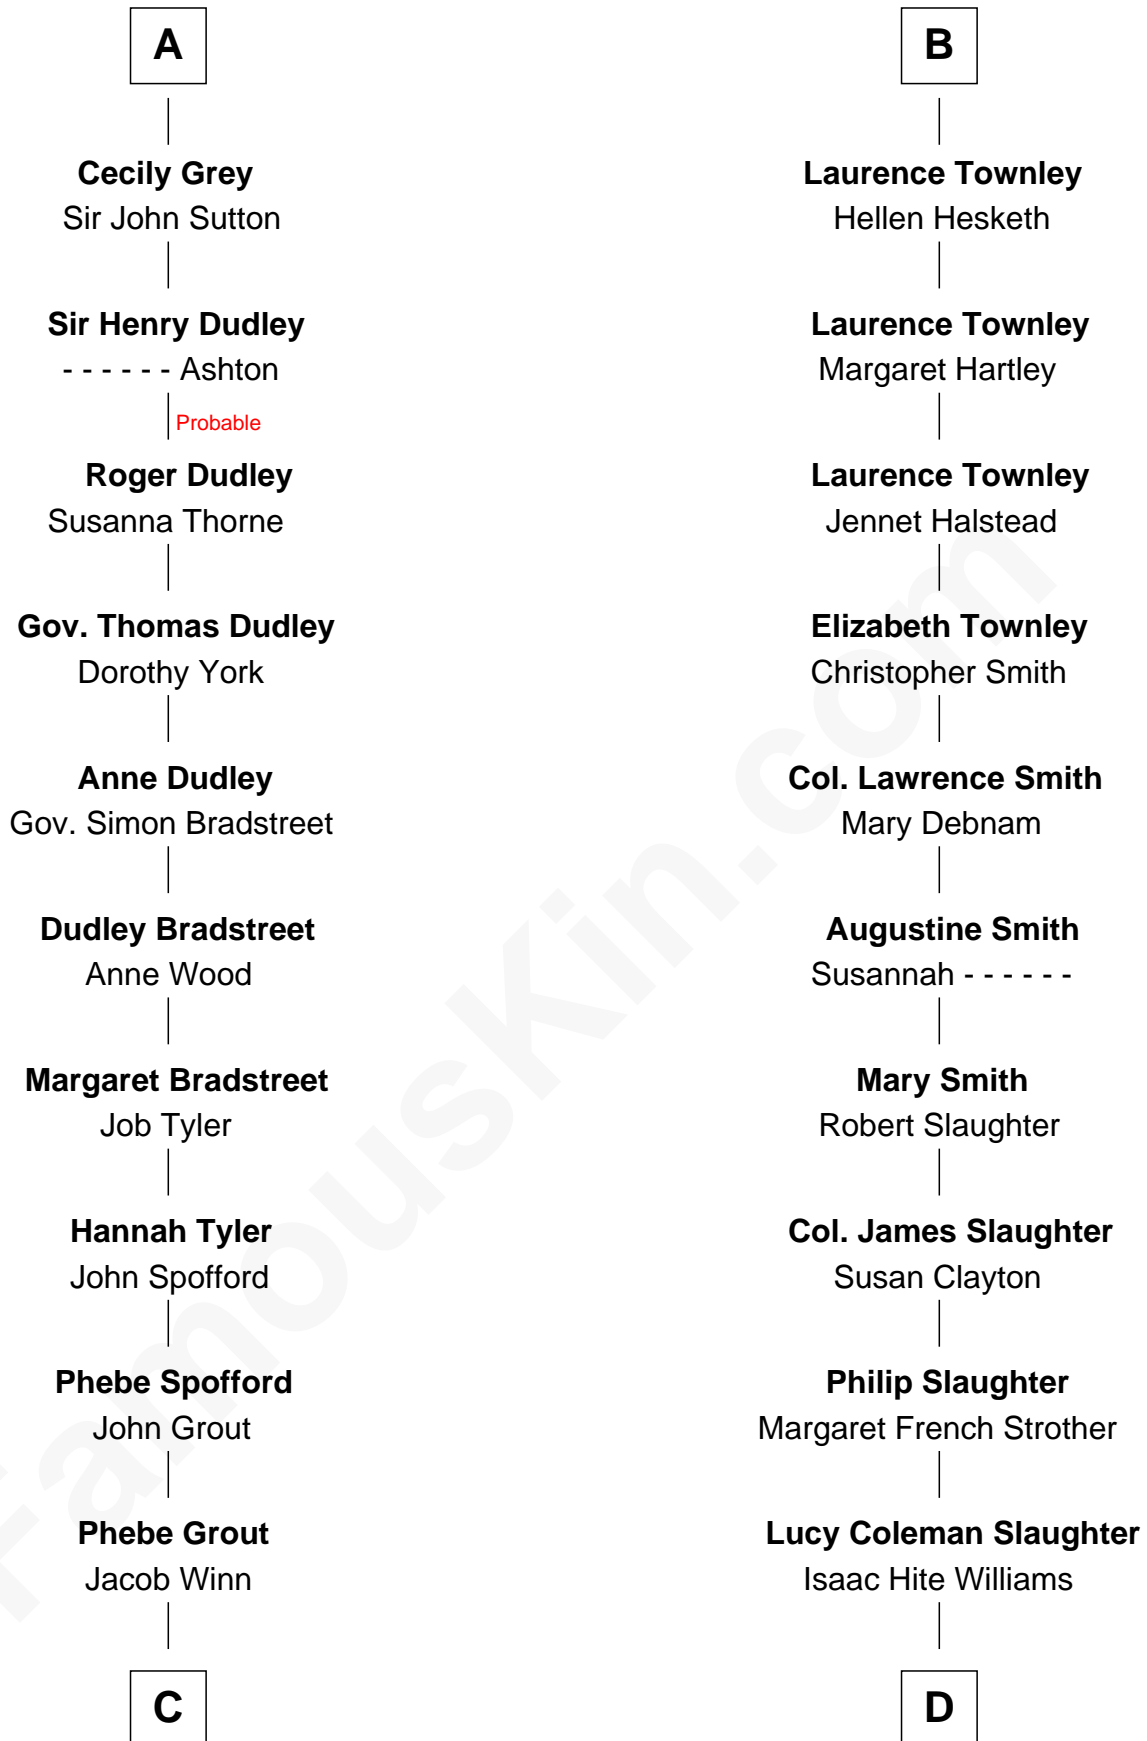 A
Cecily Grey
Sir John Sutton
Sir Henry Dudley
- - - - - - Ashton
Probable
Roger Dudley
Susanna Thorne
Gov. Thomas Dudley
Dorothy York
Anne Dudley
Gov. Simon Bradstreet
Dudley Bradstreet
Anne Wood
Margaret Bradstreet
Job Tyler
Hannah Tyler
John Spofford
Phebe Spofford
John Grout
Phebe Grout
Jacob Winn
C
B
Laurence Townley
Hellen Hesketh
Laurence Townley
Margaret Hartley
Laurence Townley
Jennet Halstead
Elizabeth Townley
Christopher Smith
Col. Lawrence Smith
Mary Debnam
Augustine Smith
Susannah - - - - - -
Mary Smith
Robert Slaughter
Col. James Slaughter
Susan Clayton
Philip Slaughter
Margaret French Strother
Lucy Coleman Slaughter
Isaac Hite Williams
D
FamousKin.com